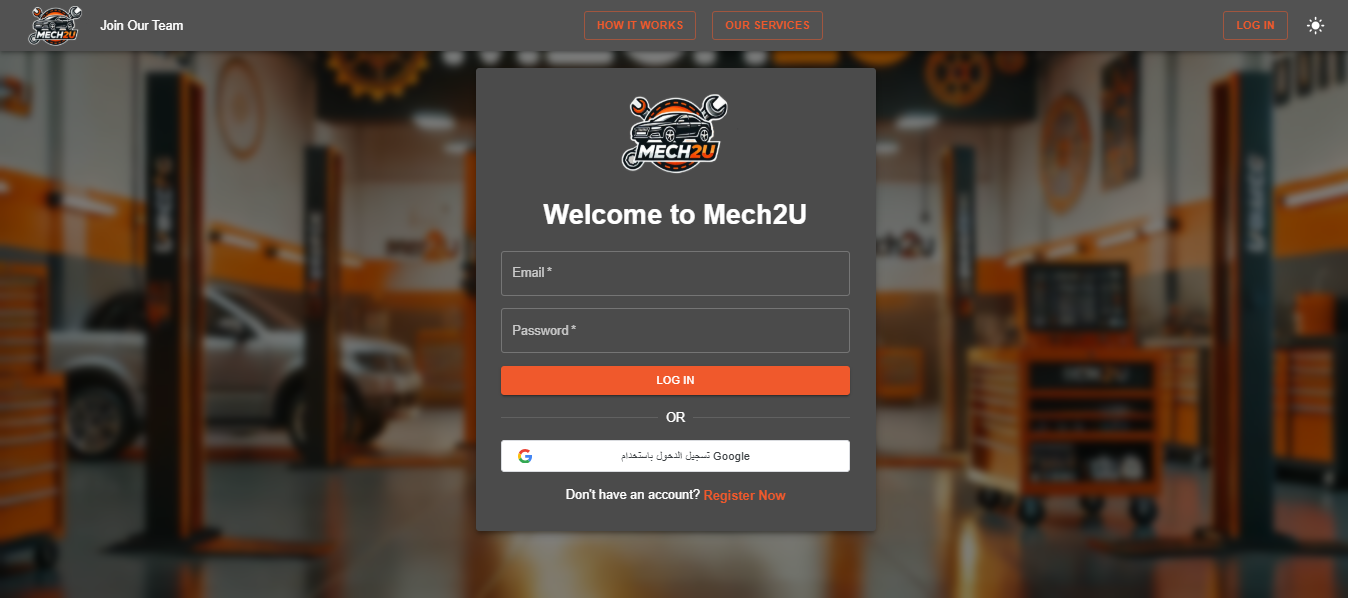 MECH2U
Join Our Team
HOW IT WORKS
OUR SERVICES
LOG IN
MECH2U
Welcome to Mech2U
Email *
Password *
LOG IN
OR
تسجيل الدخول باستخدام Google
Don't have an account? Register Now